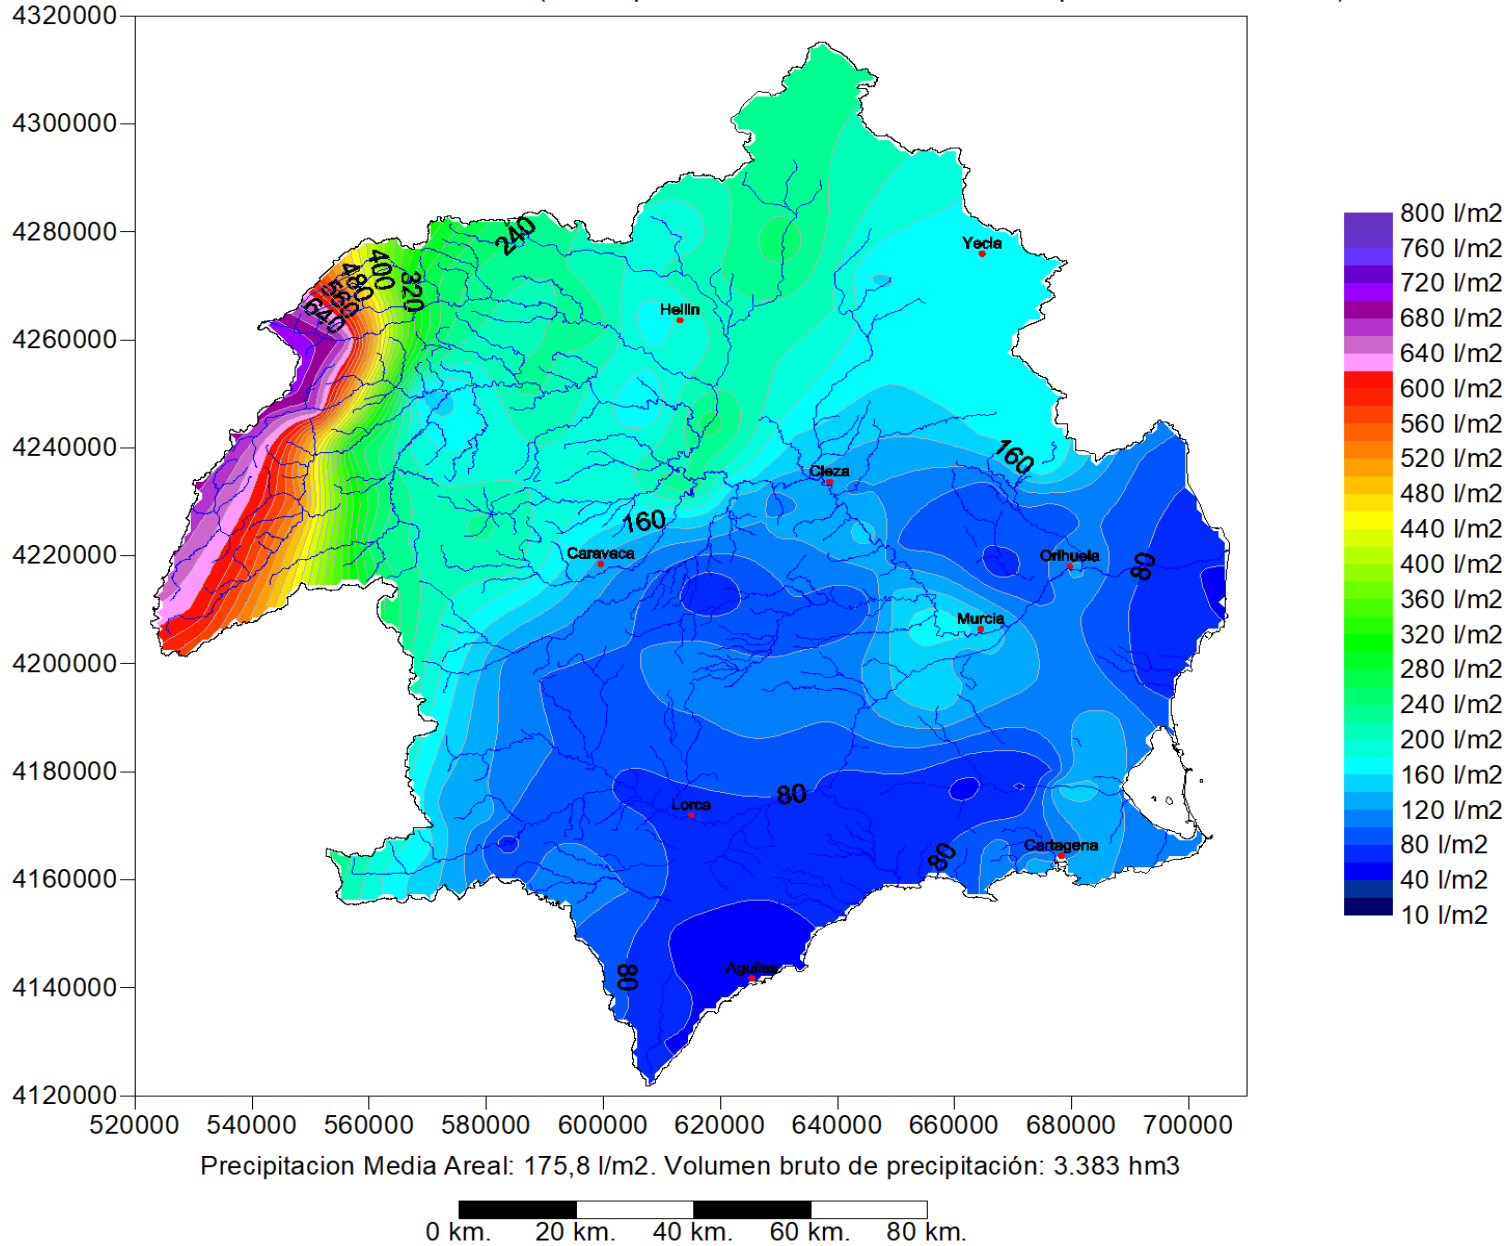 4320000
4300000
4280000
4260000
4240000
4220000
4200000
4180000
4160000
4140000
4120000
520000 540000 560000 580000 600000 620000 640000 660000 680000 700000
240
400
480
560
640
320
Yecla
Hellin
160
Cieza
160
Caravaca
Orihuela
80
Murcia
80
Lorca
80
Cartagena
80
Aguilas
800 l/m2
760 l/m2
720 l/m2
680 l/m2
640 l/m2
600 l/m2
560 l/m2
520 l/m2
480 l/m2
440 l/m2
400 l/m2
360 l/m2
320 l/m2
280 l/m2
240 l/m2
200 l/m2
160 l/m2
120 l/m2
80 l/m2
40 l/m2
10 l/m2
Precipitacion Media Areal: 175,8 l/m2. Volumen bruto de precipitación: 3.383 hm3
0 km. 20 km. 40 km. 60 km. 80 km.